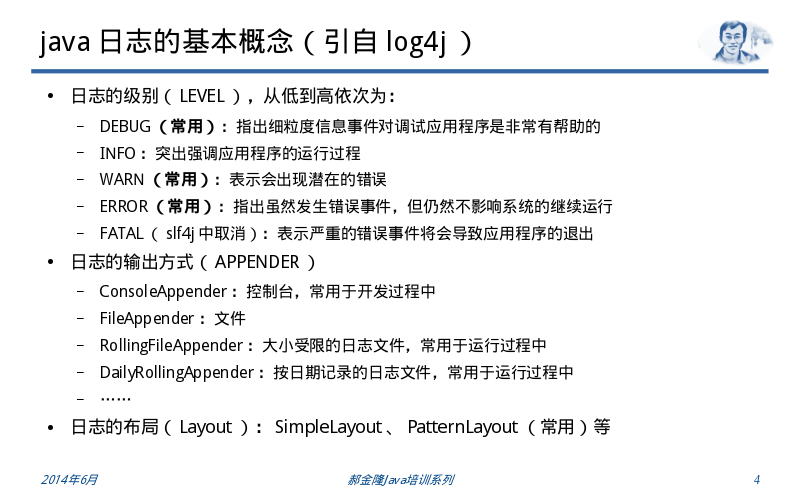 java 日志的基本概念（引自 log4j ）
• 日志的级别（ LEVEL ），从低到高依次为：
– DEBUG （常用）：指出细粒度信息事件对调试应用程序是非常有帮助的
– INFO ：突出强调应用程序的运行过程
– WARN （常用）：表示会出现潜在的错误
– ERROR （常用）：指出虽然发生错误事件，但仍然不影响系统的继续运行
– FATAL （ slf4j 中取消）：表示严重的错误事件将会导致应用程序的退出
• 日志的输出方式（ APPENDER ）
– ConsoleAppender ：控制台，常用于开发过程中
– FileAppender ：文件
– RollingFileAppender ：大小受限的日志文件，常用于运行过程中
– DailyRollingAppender ：按日期记录的日志文件，常用于运行过程中
– ……
• 日志的布局（ Layout ）： SimpleLayout 、 PatternLayout （常用）等
2014年6月 郝金隆Java培训系列 4